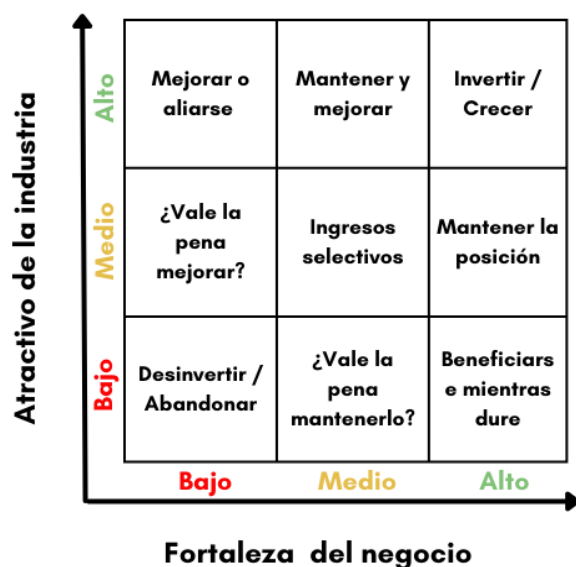 Atractivo de la industria
Alto
Mejorar o
aliarse
Mantener y
mejorar
Invertir /
Crecer
Medio
¿Vale la
pena
mejorar?
Ingresos
selectivos
Mantener la
posición
Bajo
Desinvertir /
Abandonar
¿Vale la
pena
mantenerlo?
Beneficiars
e mientras
dure
Bajo
Medio
Alto
Fortaleza del negocio